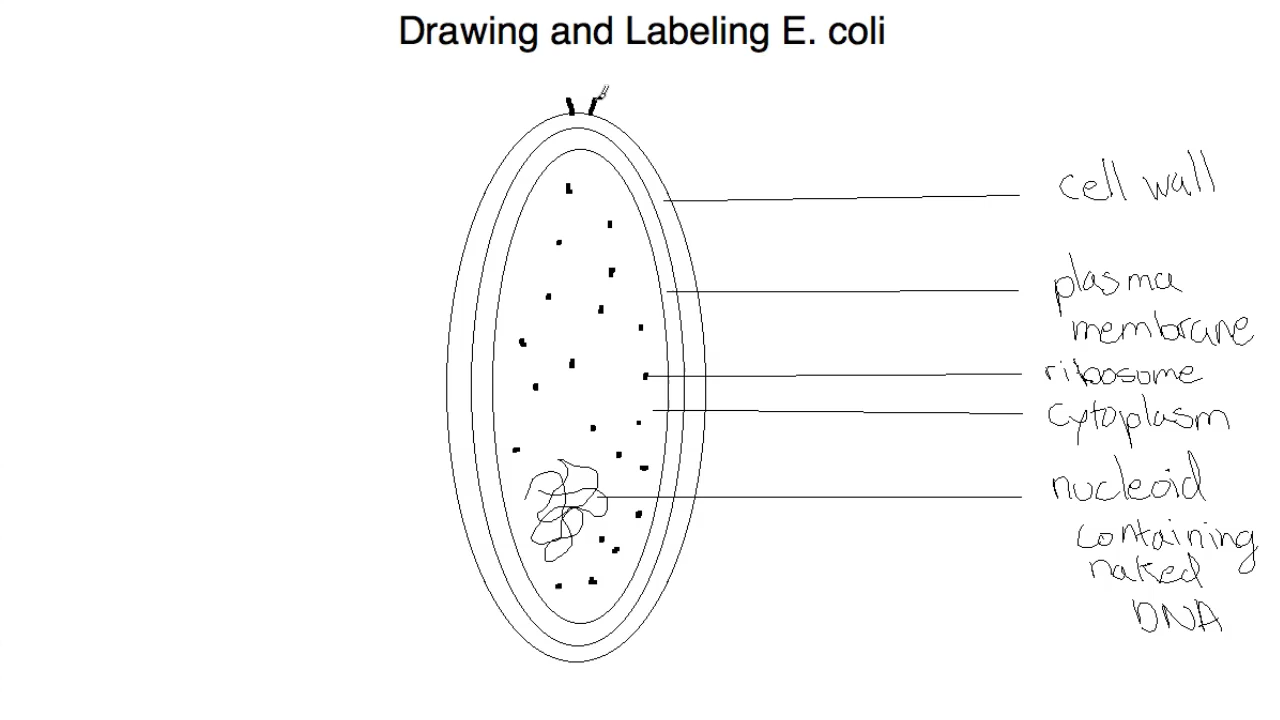 Drawing and Labeling E. coli
cell wall
plasma
membrane
ribosome
cytoplasm
nucleoid
containing
naked
DNA